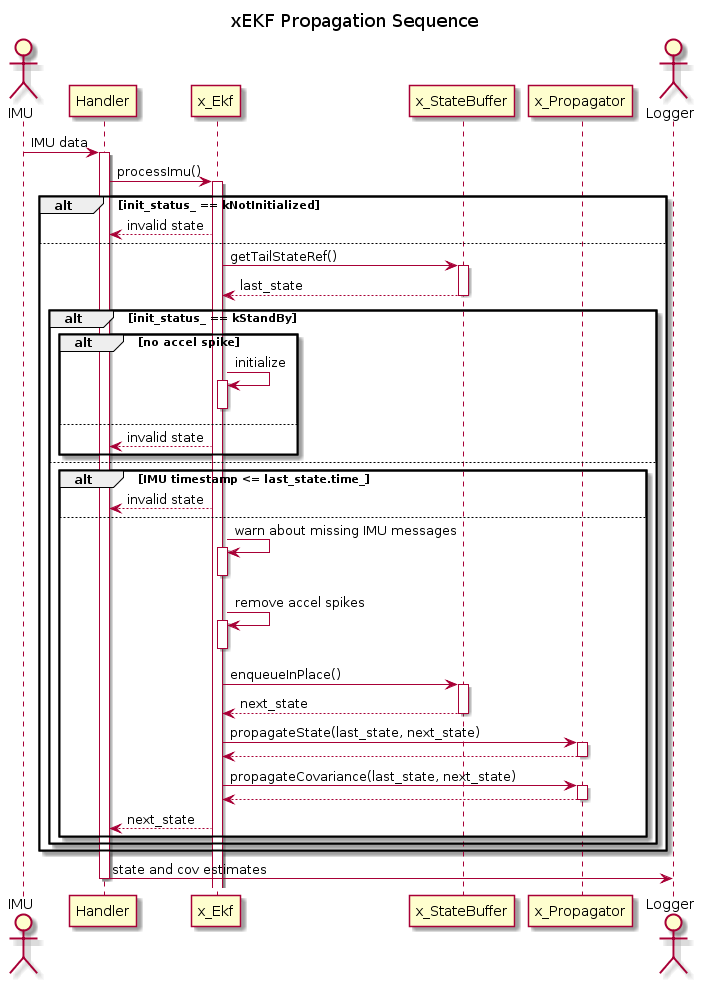 xEKF Propagation Sequence
IMU
Handler
x_Ekf
x_StateBuffer
x_Propagator
Logger
IMU data
processImu()
alt [init_status_ == kNotInitialized]
invalid state
getTailStateRef()
last_state
alt [init_status_ == kStandBy]
alt [no accel spike]
initialize
invalid state
alt [IMU timestamp <= last_state.time_]
invalid state
warn about missing IMU messages
remove accel spikes
enqueueInPlace()
next_state
propagateState(last_state, next_state)
propagateCovariance(last_state, next_state)
next_state
state and cov estimates
IMU
Handler
x_Ekf
x_StateBuffer
x_Propagator
Logger